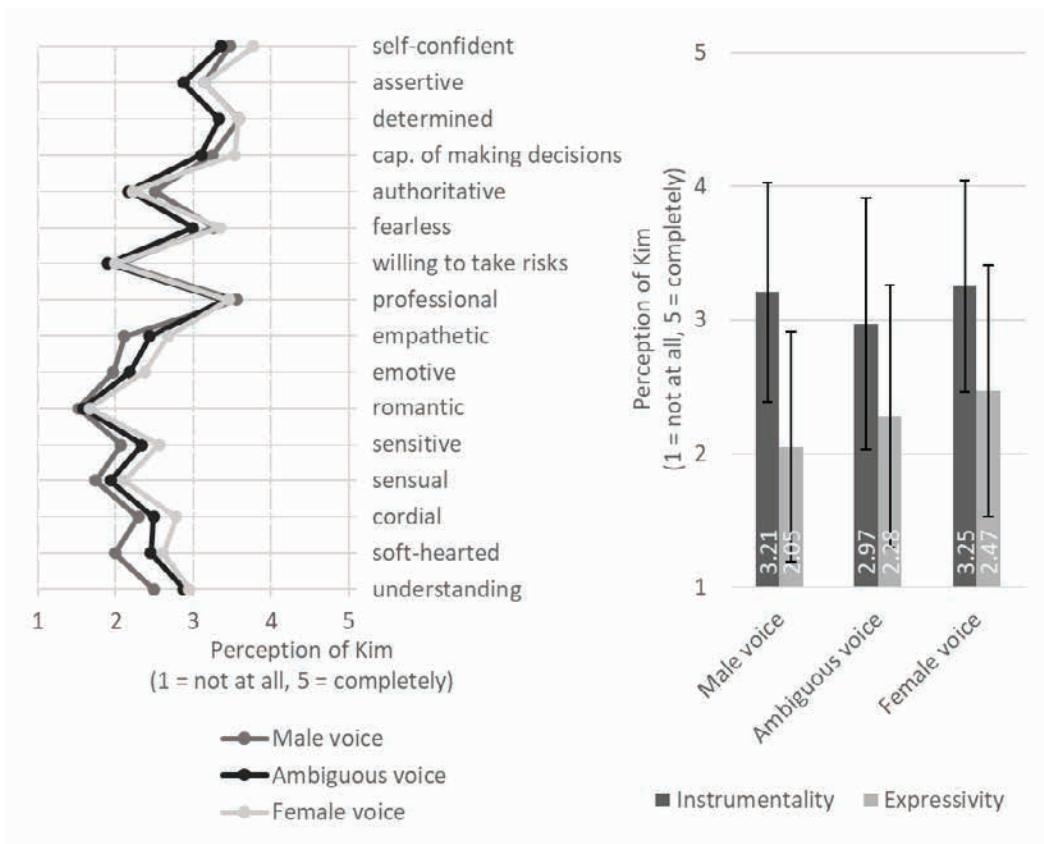 self-confident
assertive
determined
cap. of making decisions
authoritative
fearless
willing to take risks
professional
empathetic
emotive
romantic
sensitive
sensual
cordial
soft-hearted
understanding
1 2 3 4 5
Perception of Kim
(1 = not at all, 5 = completely)
Male voice
Ambiguous voice
Female voice
Perception of Kim
(1 = not at all, 5 = completely)
5
4
3
2
1
3.21
2.05
2.97
2.28
3.25
2.47
Male voice
Ambiguous voice
Female voice
Instrumentality Expressivity